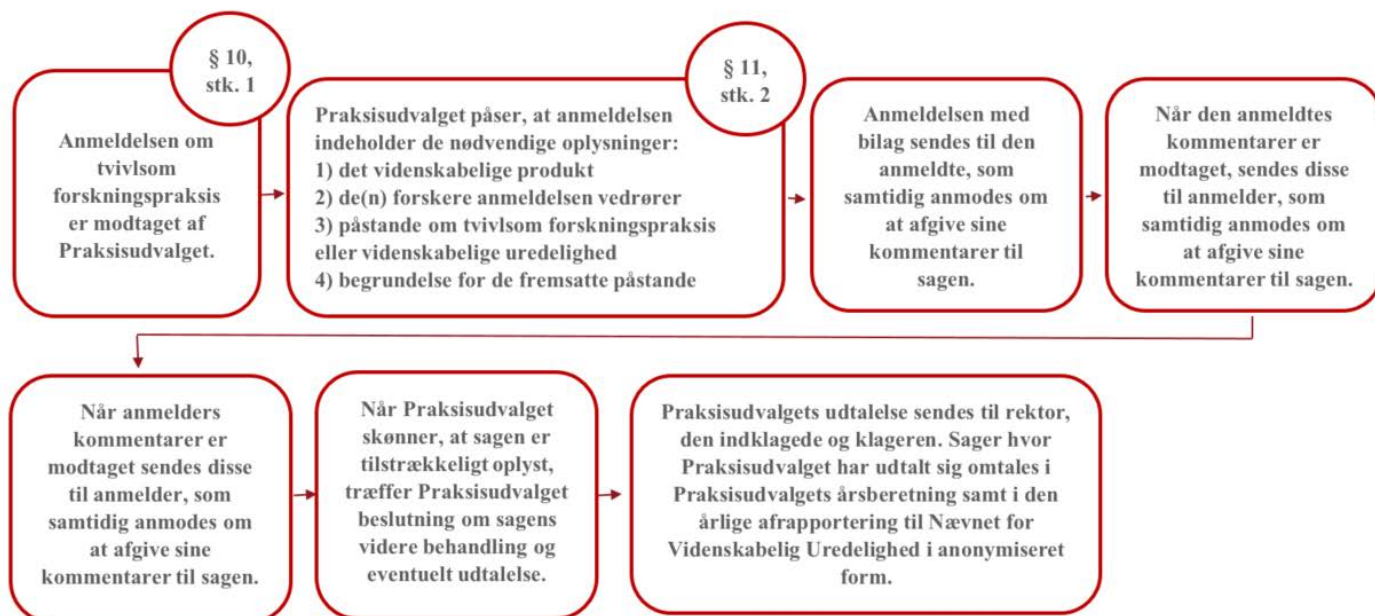 § 10,
stk. 1
Anmeldelsen om
tvivlsom
forskningspraksis
er modtaget af
Praksisudvalget.
§ 11,
stk. 2
Praksisudvalget påser, at anmeldelsen
indeholder de nødvendige oplysninger:
1) det videnskabelige produkt
2) de(n) forskere anmeldelsen vedrører
3) påstande om tvivlsom forskningspraksis
eller videnskabelige uredelighed
4) begrundelse for de fremsatte påstande
Anmeldelsen med
bilag sendes til den
anmeldte, som
samtidig anmodes om
at afgive sine
kommentarer til
sagen.
Når den anmeldtes
kommentarer er
modtaget, sendes disse
til anmelder, som
samtidig anmodes om
at afgive sine
kommentarer til sagen.
Når anmelders
kommentarer er
modtaget sendes disse
til anmelder, som
samtidig anmodes om
at afgive sine
kommentarer til sagen.
Når Praksisudvalget
skønner, at sagen er
tilstrækkeligt oplyst,
træffer Praksisudvalget
beslutning om sagens
videre behandling og
eventuelt udtalelse.
Praksisudvalgets udtalelse sendes til rektor,
den indklagede og klageren. Sager hvor
Praksisudvalget har udtalt sig omtales i
Praksisudvalgets årsberetning samt i den
årlige afrapportering til Nævnet for
Videnskabelig Uredelighed i anonymiseret
form.